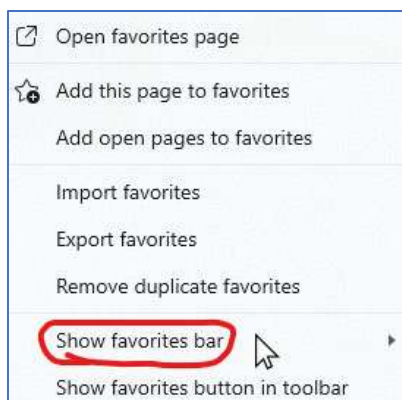 Open favorites page
Add this page to favorites
Add open pages to favorites
Import favorites
Export favorites
Remove duplicate favorites
Show favorites bar
Show favorites button in toolbar